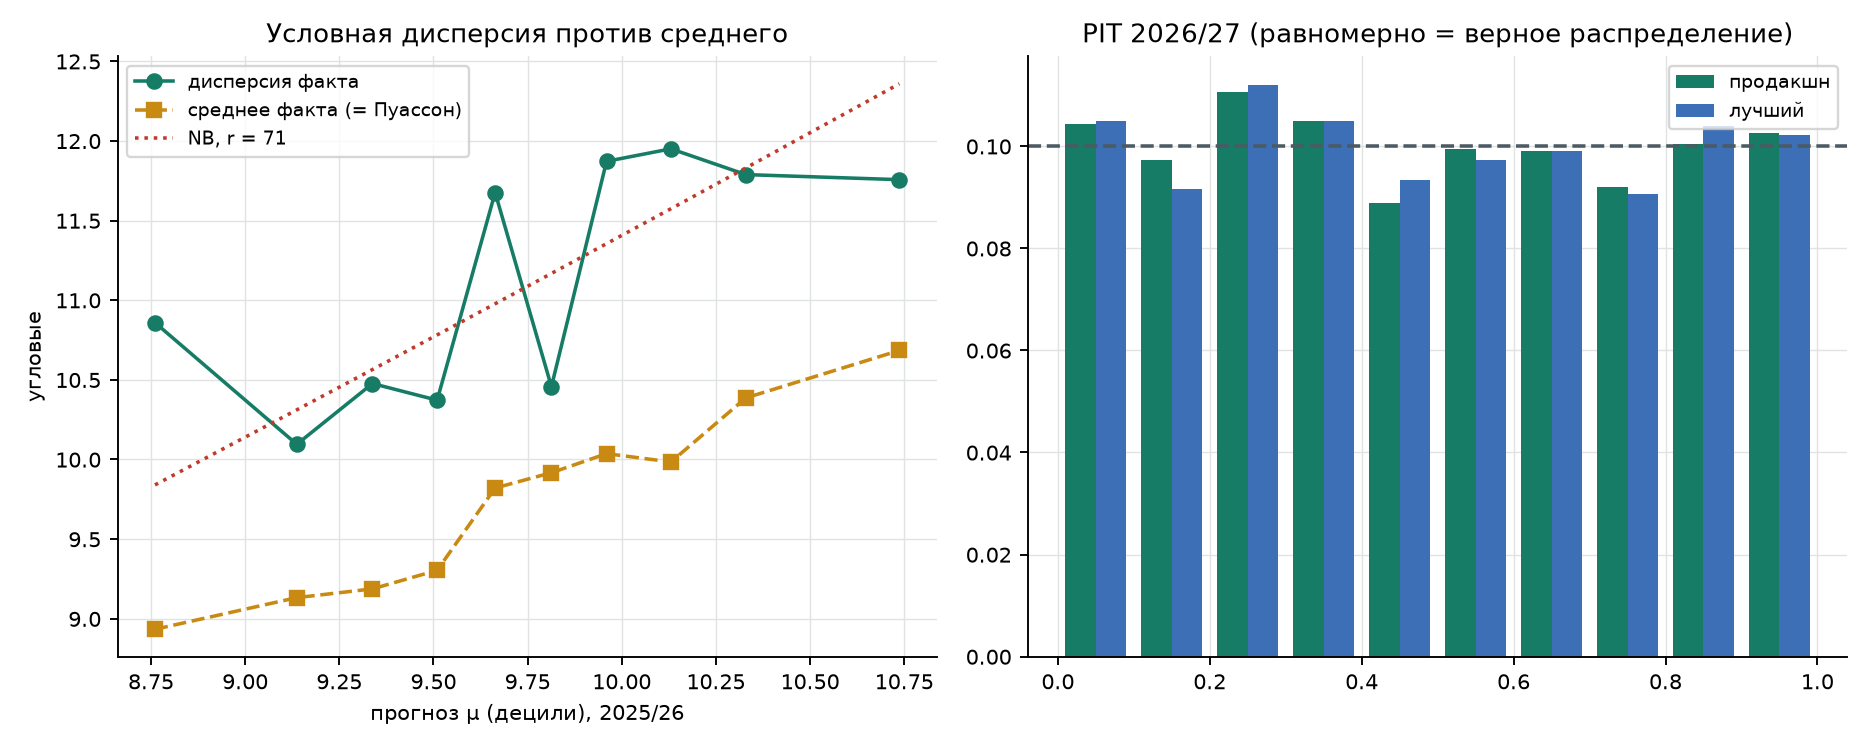 Условная дисперсия против среднего
дисперсия факта
среднее факта (= Пуассон)
NB, r = 71
угловые
12.5
12.0
11.5
11.0
10.5
10.0
9.5
9.0
8.75 9.00 9.25 9.50 9.75 10.00 10.25 10.50 10.75
прогноз μ (децили), 2025/26
PIT 2026/27 (равномерно = верное распределение)
продакшн
лучший
0.10
0.08
0.06
0.04
0.02
0.00
0.0 0.2 0.4 0.6 0.8 1.0